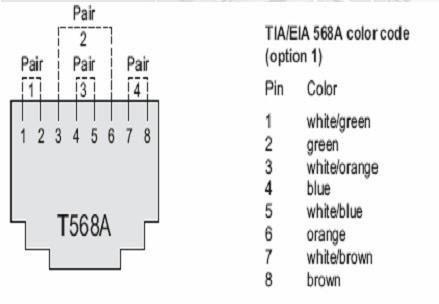 Pair
2
Pair Pair Pair
1 3 4
1 2 3 4 5 6 7 8
T568A
TIA/EIA 568A color code
(option 1)
Pin Color
1 white/green
2 green
3 white/orange
4 blue
5 white/blue
6 orange
7 white/brown
8 brown